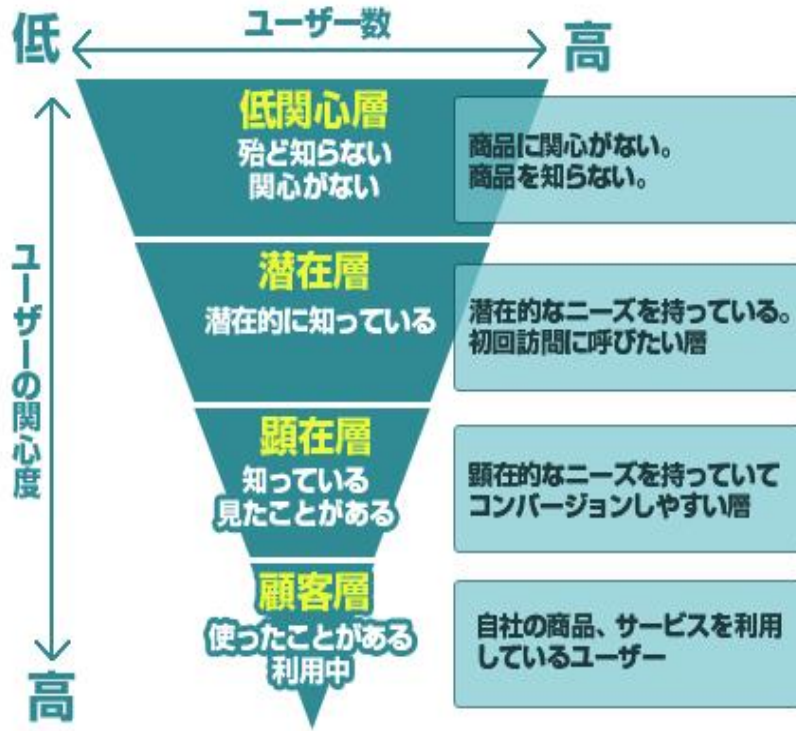 低
ユーザー数
高
ユーザーの関心度
高
低関心層
殆ど知らない
関心がない
商品に関心がない。
商品を知らない。
潜在層
潜在的に知っている
潜在的なニーズを持っている。
初回訪問に呼びたい層
顕在層
知っている
見たことがある
顕在的なニーズを持っていて
コンバージョンしやすい層
顧客層
使ったことがある
利用中
自社の商品、サービスを利用
しているユーザー